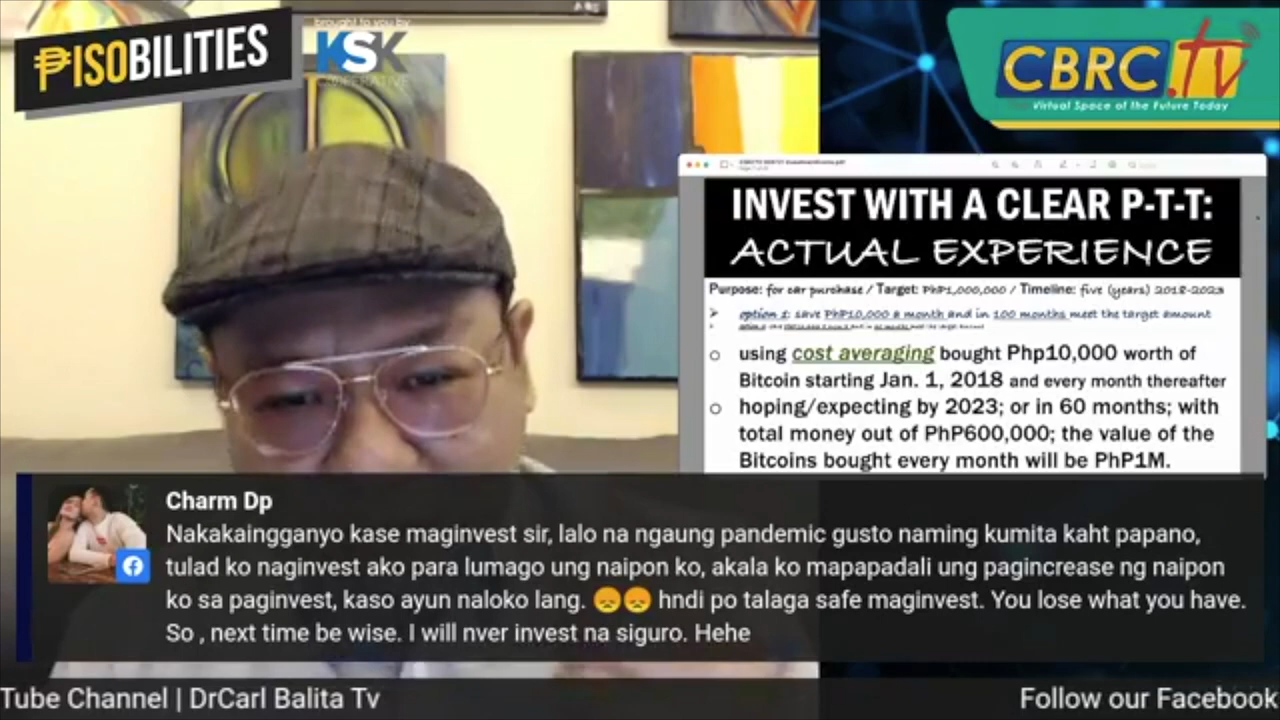 ₱ISOBILITIES
brought to you by
KSK
COOPERATIVE
CBRC.tv
Virtual Space of the Future Today
INVEST WITH A CLEAR P-T-T:
ACTUAL EXPERIENCE
Purpose: for car purchase / Target: PhP1,000,000 / Timeline: five (years) 2018-2023
option 1: save PhP10,000 a month and in 100 months meet the target amount
using cost averaging bought Php10,000 worth of
Bitcoin starting Jan. 1, 2018 and every month thereafter
hoping/expecting by 2023; or in 60 months; with
total money out of PhP600,000; the value of the
Bitcoins bought every month will be PhP1M.
Charm Dp
Nakakaingganyo kase maginvest sir, lalo na ngaung pandemic gusto naming kumita kaht papano,
tulad ko naginvest ako para lumago ung naipon ko, akala ko mapapadali ung pagincrease ng naipon
ko sa paginvest, kaso ayun naloko lang. 😞😞 hndi po talaga safe maginvest. You lose what you have.
So , next time be wise. I will nver invest na siguro. Hehe
Tube Channel | DrCarl Balita Tv
Follow our Facebook